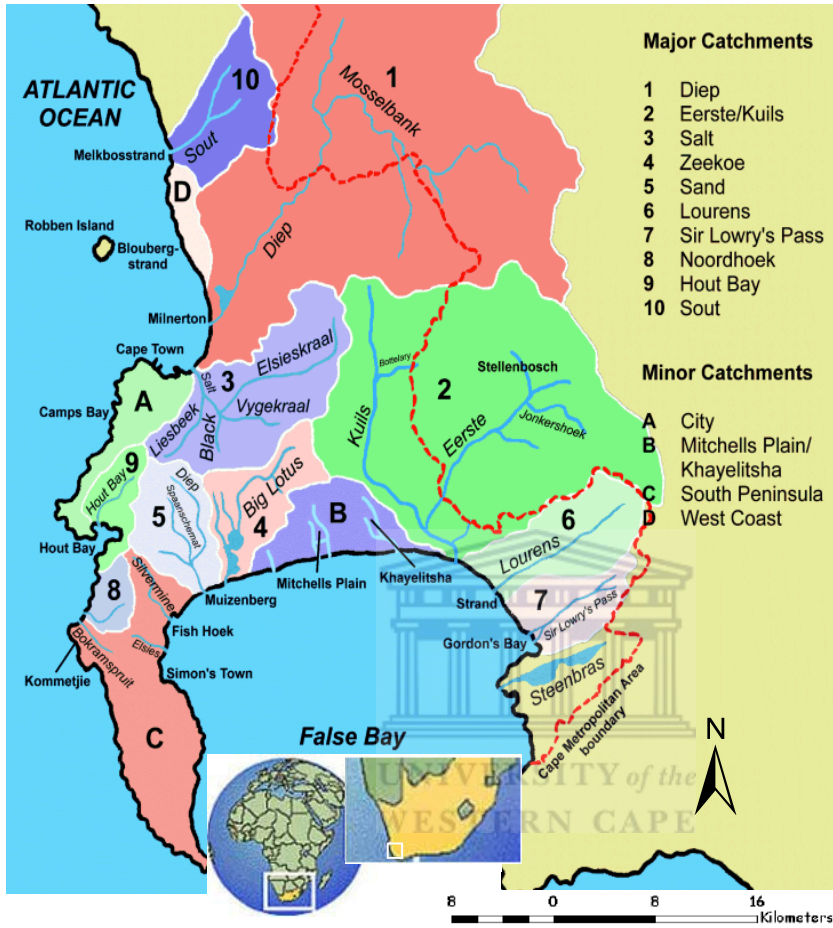 ATLANTIC
OCEAN
10
1
Mosselbank
Sout
Melkbosstrand
D
Robben Island
Bloubergstrand
Diep
Milnerton
Cape Town
A
Camps Bay
Salt
3
Elsieskraal
Liesbeek
Black
Vygekraal
Kuils
Bottelary
2
Stellenbosch
Eerste
Jonkershoek
9
Hout Bay
Hout Bay
5
Diep
Spaanschemat
4
Big Lotus
B
Mitchells Plain
Khayelitsha
6
Lourens
Strand
7
Sir Lowry's Pass
Gordon's Bay
Steenbras
8
Silvermine
Muizenberg
Fish Hoek
Bokramspruit
Elsies
Simon's Town
Kommetjie
C
False Bay
Cape Metropolitan Area
boundary
Major Catchments
1 Diep
2 Eerste/Kuils
3 Salt
4 Zeekoe
5 Sand
6 Lourens
7 Sir Lowry's Pass
8 Noordhoek
9 Hout Bay
10 Sout
Minor Catchments
A City
B Mitchells Plain/
Khayelitsha
C South Peninsula
D West Coast
N
UNIVERSITY of the
WESTERN CAPE
8 0 8 16
Kilometers